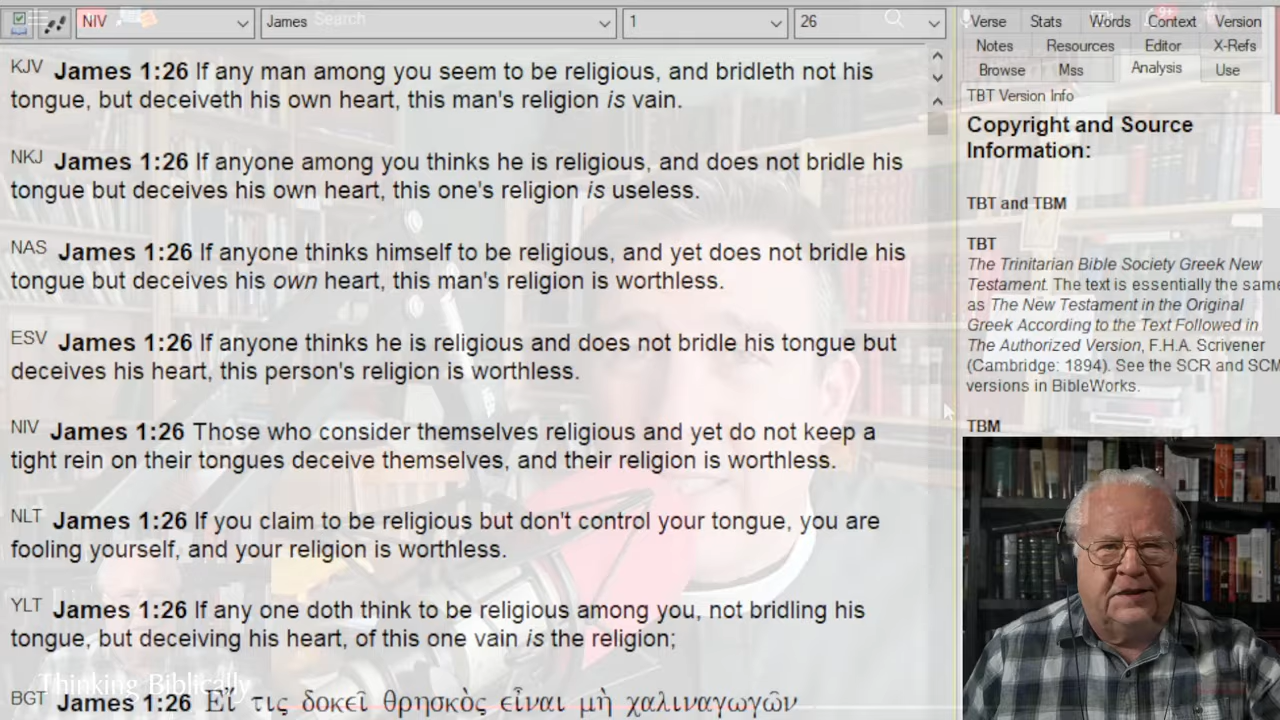 NIV James 1 26
Search
KJV James 1:26 If any man among you seem to be religious, and bridleth not his
tongue, but deceiveth his own heart, this man's religion is vain.
NKJ James 1:26 If anyone among you thinks he is religious, and does not bridle his
tongue but deceives his own heart, this one's religion is useless.
NAS James 1:26 If anyone thinks himself to be religious, and yet does not bridle his
tongue but deceives his own heart, this man's religion is worthless.
ESV James 1:26 If anyone thinks he is religious and does not bridle his tongue but
deceives his heart, this person's religion is worthless.
NIV James 1:26 Those who consider themselves religious and yet do not keep a
tight rein on their tongues deceive themselves, and their religion is worthless.
NLT James 1:26 If you claim to be religious but don't control your tongue, you are
fooling yourself, and your religion is worthless.
YLT James 1:26 If any one doth think to be religious among you, not bridling his
tongue, but deceiving his heart, of this one vain is the religion;
BGT James 1:26 Εἴ τις δοκεῖ θρησκὸς εἶναι μὴ χαλιναγωγῶν
Thinking Biblically
Verse Stats Words Context Version
9+
Notes Resources Editor X-Refs
Browse Mss Analysis Use
TBT Version Info
Copyright and Source
Information:
TBT and TBM
TBT
The Trinitarian Bible Society Greek New
Testament. The text is essentially the same
as The New Testament in the Original
Greek According to the Text Followed in
The Authorized Version, F.H.A. Scrivener
(Cambridge: 1894). See the SCR and SCM
versions in BibleWorks.
TBM